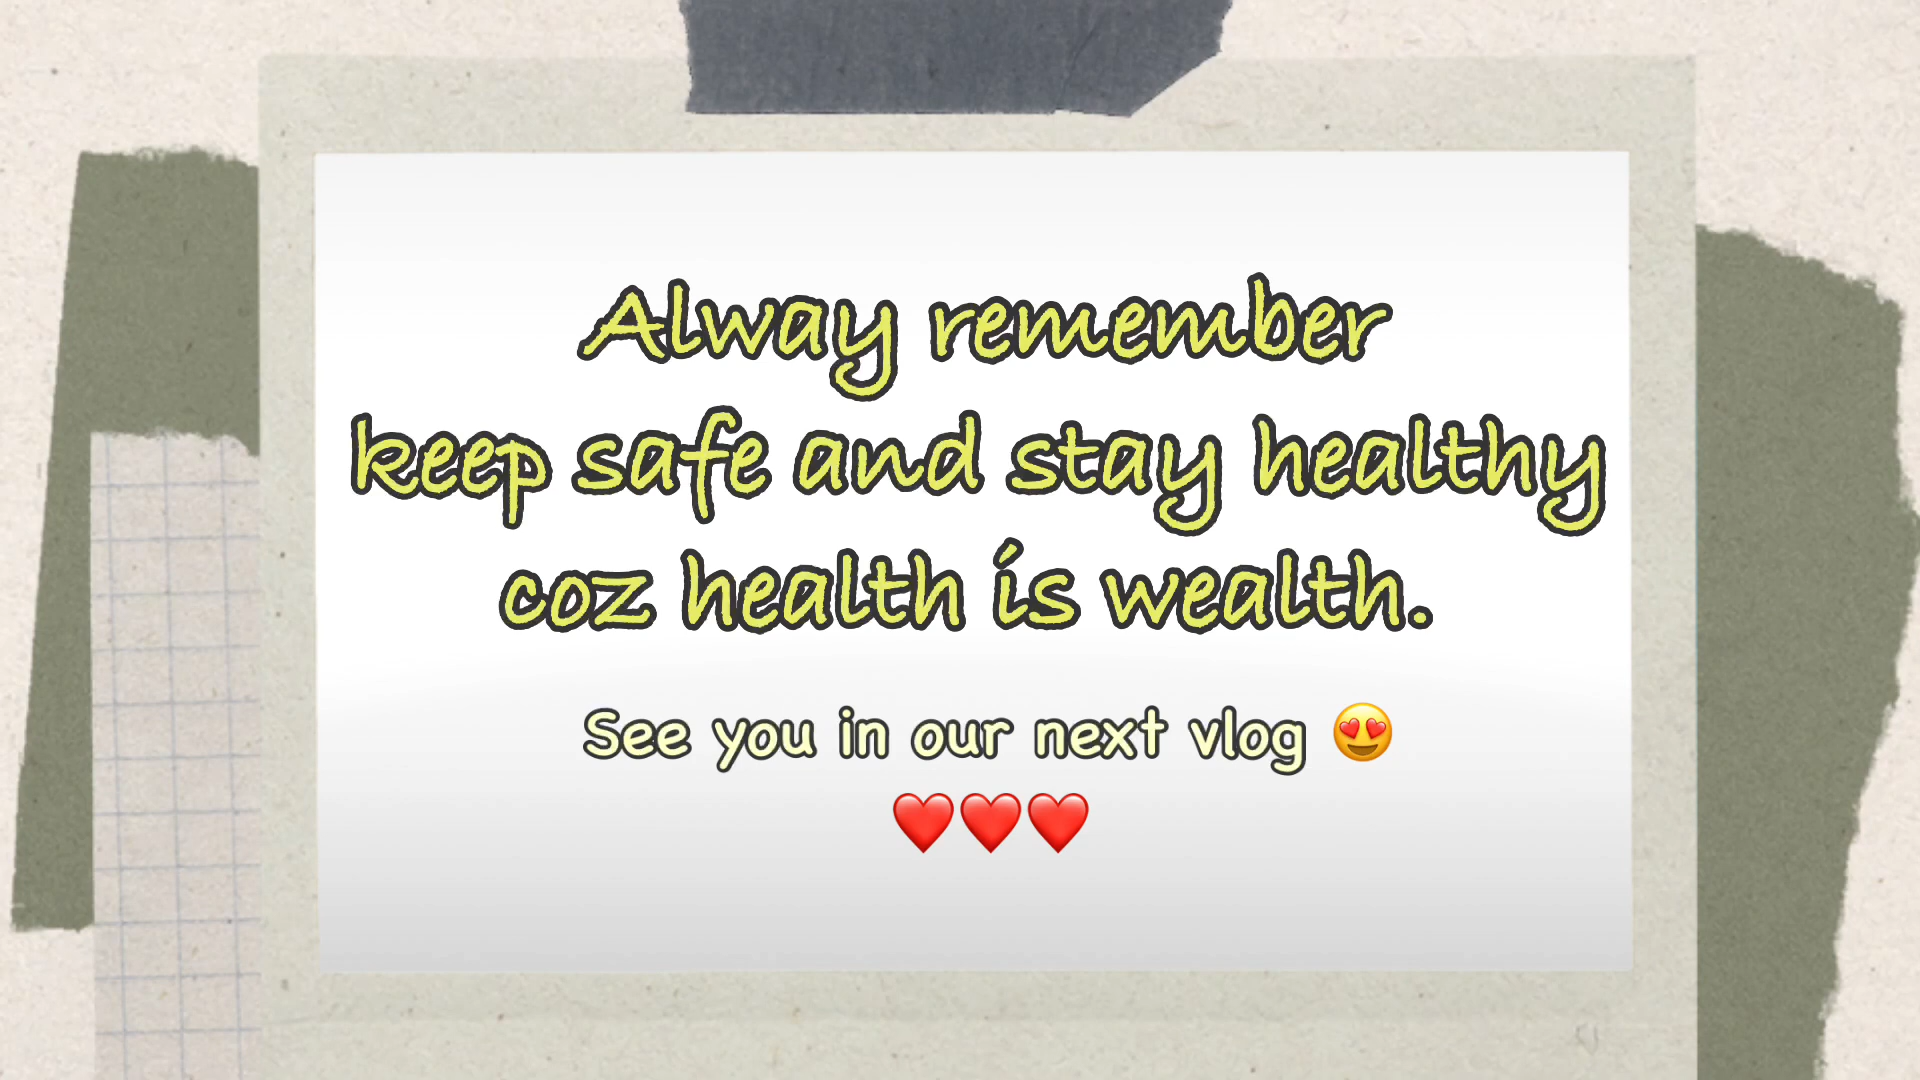 Alway remember
keep safe and stay healthy
coz health is wealth.
See you in our next vlog 😍
❤️❤️❤️